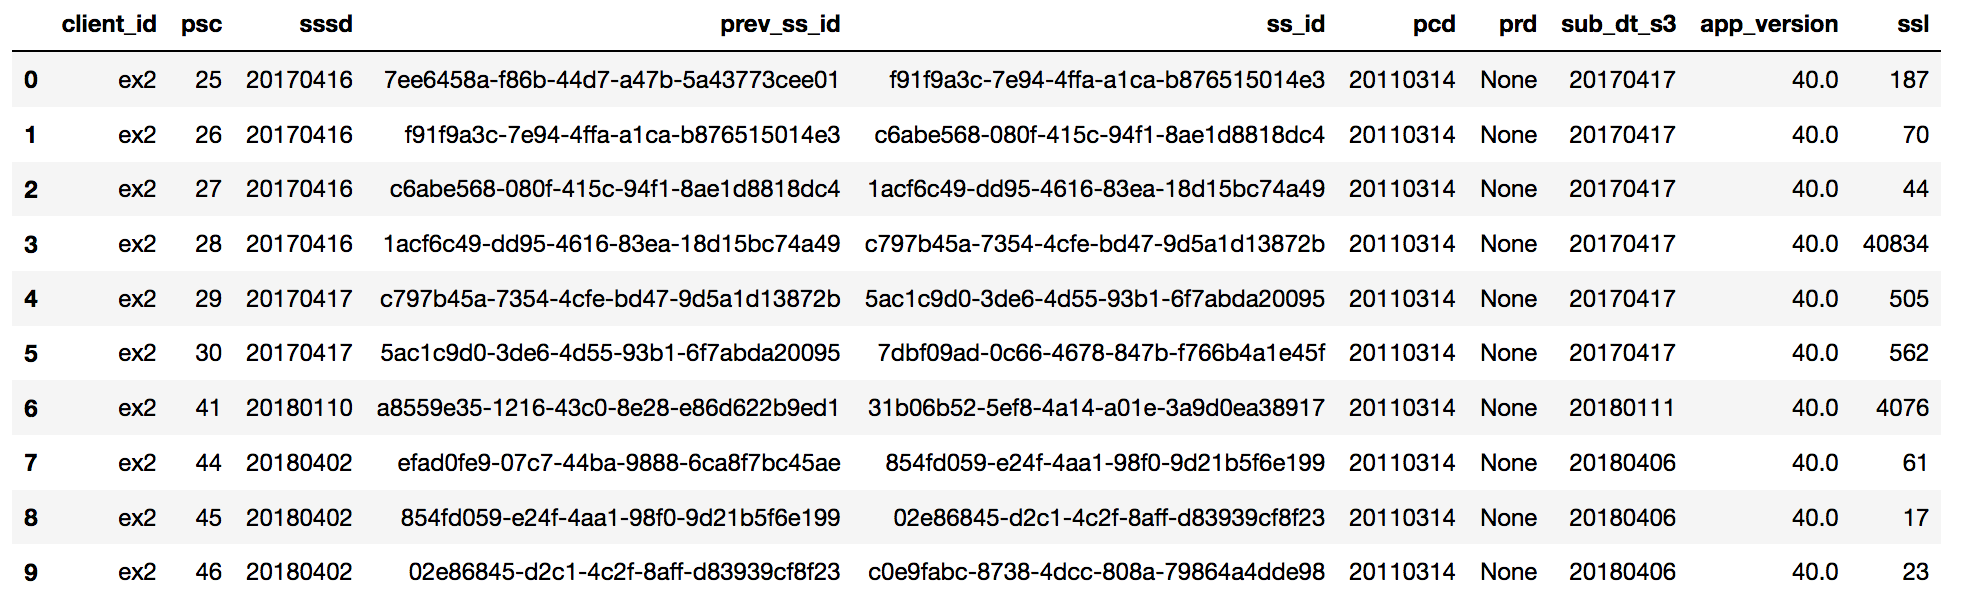 client_id psc sssd prev_ss_id ss_id pcd prd sub_dt_s3 app_version ssl
0 ex2 25 20170416 7ee6458a-f86b-44d7-a47b-5a43773cee01 f91f9a3c-7e94-4ffa-a1ca-b876515014e3 20110314 None 20170417 40.0 187
1 ex2 26 20170416 f91f9a3c-7e94-4ffa-a1ca-b876515014e3 c6abe568-080f-415c-94f1-8ae1d8818dc4 20110314 None 20170417 40.0 70
2 ex2 27 20170416 c6abe568-080f-415c-94f1-8ae1d8818dc4 1acf6c49-dd95-4616-83ea-18d15bc74a49 20110314 None 20170417 40.0 44
3 ex2 28 20170416 1acf6c49-dd95-4616-83ea-18d15bc74a49 c797b45a-7354-4cfe-bd47-9d5a1d13872b 20110314 None 20170417 40.0 40834
4 ex2 29 20170417 c797b45a-7354-4cfe-bd47-9d5a1d13872b 5ac1c9d0-3de6-4d55-93b1-6f7abda20095 20110314 None 20170417 40.0 505
5 ex2 30 20170417 5ac1c9d0-3de6-4d55-93b1-6f7abda20095 7dbf09ad-0c66-4678-847b-f766b4a1e45f 20110314 None 20170417 40.0 562
6 ex2 41 20180110 a8559e35-1216-43c0-8e28-e86d622b9ed1 31b06b52-5ef8-4a14-a01e-3a9d0ea38917 20110314 None 20180111 40.0 4076
7 ex2 44 20180402 efad0fe9-07c7-44ba-9888-6ca8f7bc45ae 854fd059-e24f-4aa1-98f0-9d21b5f6e199 20110314 None 20180406 40.0 61
8 ex2 45 20180402 854fd059-e24f-4aa1-98f0-9d21b5f6e199 02e86845-d2c1-4c2f-8aff-d83939cf8f23 20110314 None 20180406 40.0 17
9 ex2 46 20180402 02e86845-d2c1-4c2f-8aff-d83939cf8f23 c0e9fabc-8738-4dcc-808a-79864a4dde98 20110314 None 20180406 40.0 23